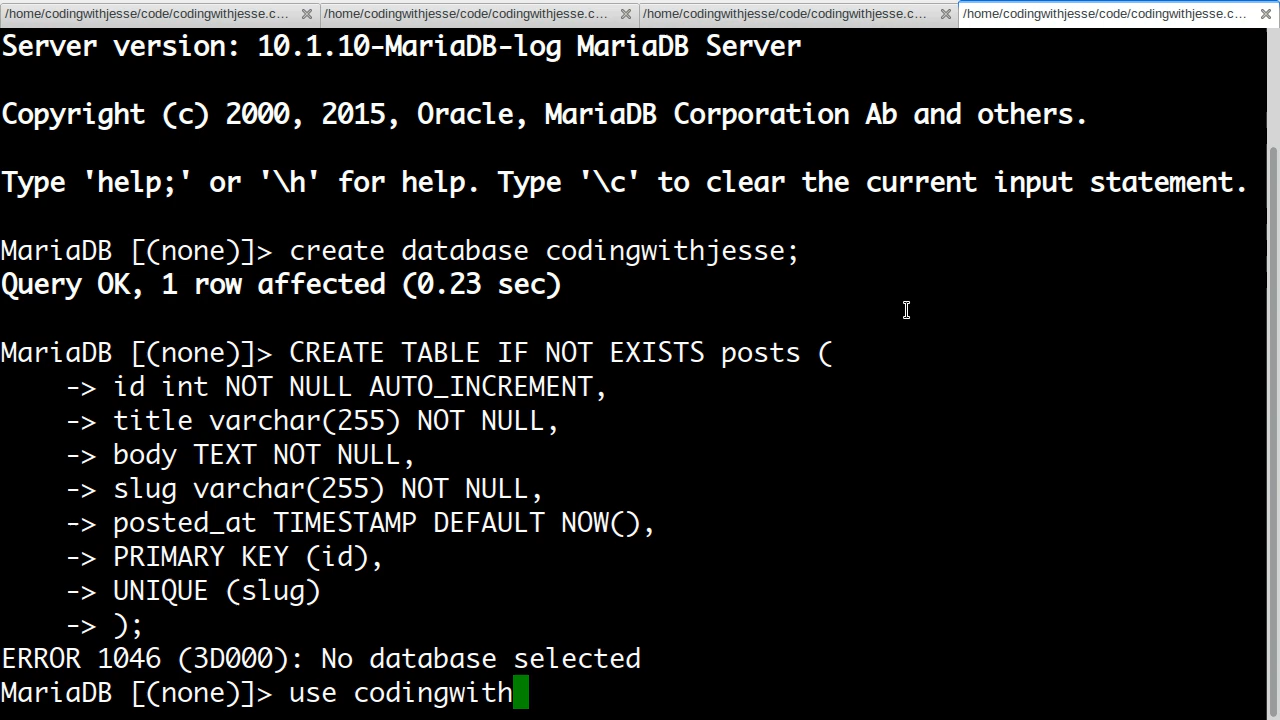 /home/codingwithjesse/code/codingwithjesse.c... /home/codingwithjesse/code/codingwithjesse.c... /home/codingwithjesse/code/codingwithjesse.c... /home/codingwithjesse/code/codingwithjesse.c...
Server version: 10.1.10-MariaDB-log MariaDB Server
Copyright (c) 2000, 2015, Oracle, MariaDB Corporation Ab and others.
Type 'help;' or '\h' for help. Type '\c' to clear the current input statement.
MariaDB [(none)]> create database codingwithjesse;
Query OK, 1 row affected (0.23 sec)
MariaDB [(none)]> CREATE TABLE IF NOT EXISTS posts (
    -> id int NOT NULL AUTO_INCREMENT,
    -> title varchar(255) NOT NULL,
    -> body TEXT NOT NULL,
    -> slug varchar(255) NOT NULL,
    -> posted_at TIMESTAMP DEFAULT NOW(),
    -> PRIMARY KEY (id),
    -> UNIQUE (slug)
    -> );
ERROR 1046 (3D000): No database selected
MariaDB [(none)]> use codingwith